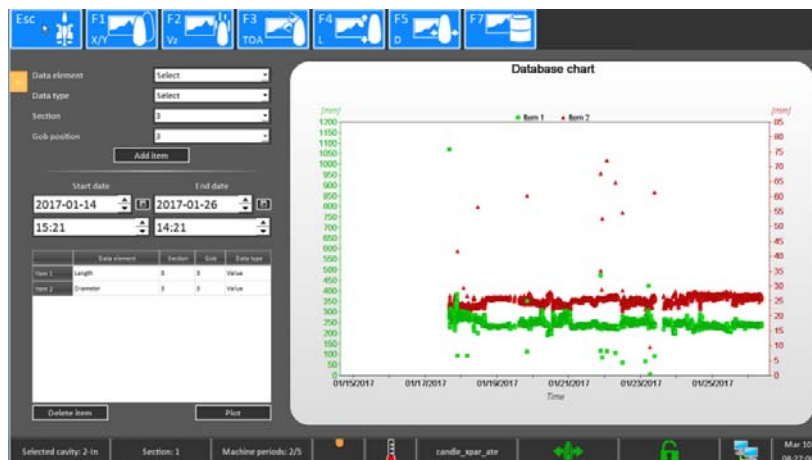 Esc F1 X/Y F2 Vz F3 TOA F4 L F5 D F7
Data element Select
Data type Select
Section 3
Gob position 3
Add item
Start date End date
2017-01-14 2017-01-26
15:21 14:21
Data element Section Gob Data type
Item 1 Length 3 3 Value
Item 2 Diameter 3 3 Value
Delete item Plot
Database chart
[mm] Item 1 Item 2 [mm]
1200 85
1150 80
1100
1050 75
1000 70
950
900 65
850 60
800
750 55
700 50
650
600 45
550 40
500
450 35
400 30
350
300 25
250 20
200
150 15
100 10
50 5
0 0
01/15/2017 01/17/2017 01/19/2017 01/21/2017 01/23/2017 01/25/2017
Time
Selected cavity: 2-In Section: 1 Machine periods: 2/5 candle_spar_ate Mar 10